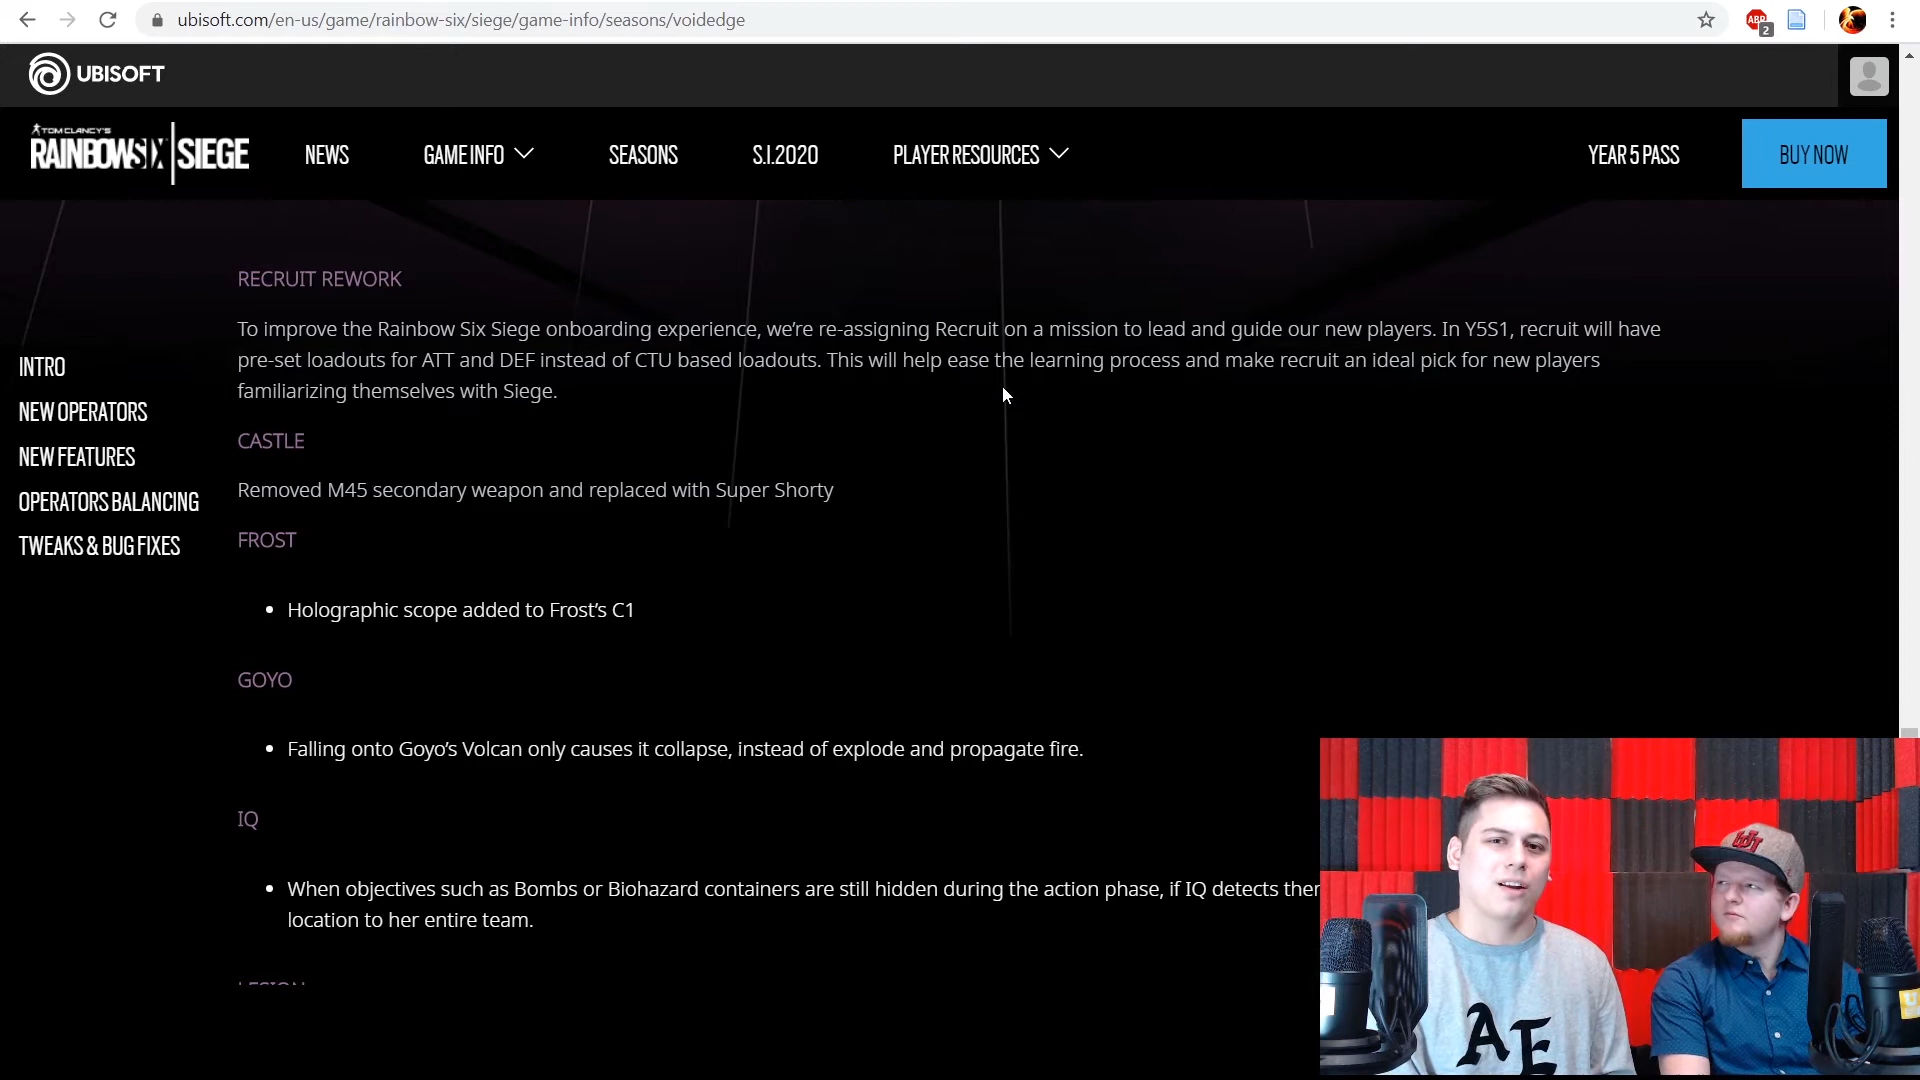 ubisoft.com/en-us/game/rainbow-six/siege/game-info/seasons/voidedge
ABP
2
UBISOFT
TOM CLANCY'S
RAINBOW SIX | SIEGE
NEWS
GAME INFO
SEASONS
S.I.2020
PLAYER RESOURCES
YEAR 5 PASS
BUY NOW
INTRO
NEW OPERATORS
NEW FEATURES
OPERATORS BALANCING
TWEAKS & BUG FIXES
RECRUIT REWORK
To improve the Rainbow Six Siege onboarding experience, we're re-assigning Recruit on a mission to lead and guide our new players. In Y5S1, recruit will have
pre-set loadouts for ATT and DEF instead of CTU based loadouts. This will help ease the learning process and make recruit an ideal pick for new players
familiarizing themselves with Siege.
CASTLE
Removed M45 secondary weapon and replaced with Super Shorty
FROST
• Holographic scope added to Frost’s C1
GOYO
• Falling onto Goyo’s Volcan only causes it collapse, instead of explode and propagate fire.
IQ
• When objectives such as Bombs or Biohazard containers are still hidden during the action phase, if IQ detects
location to her entire team.
AE